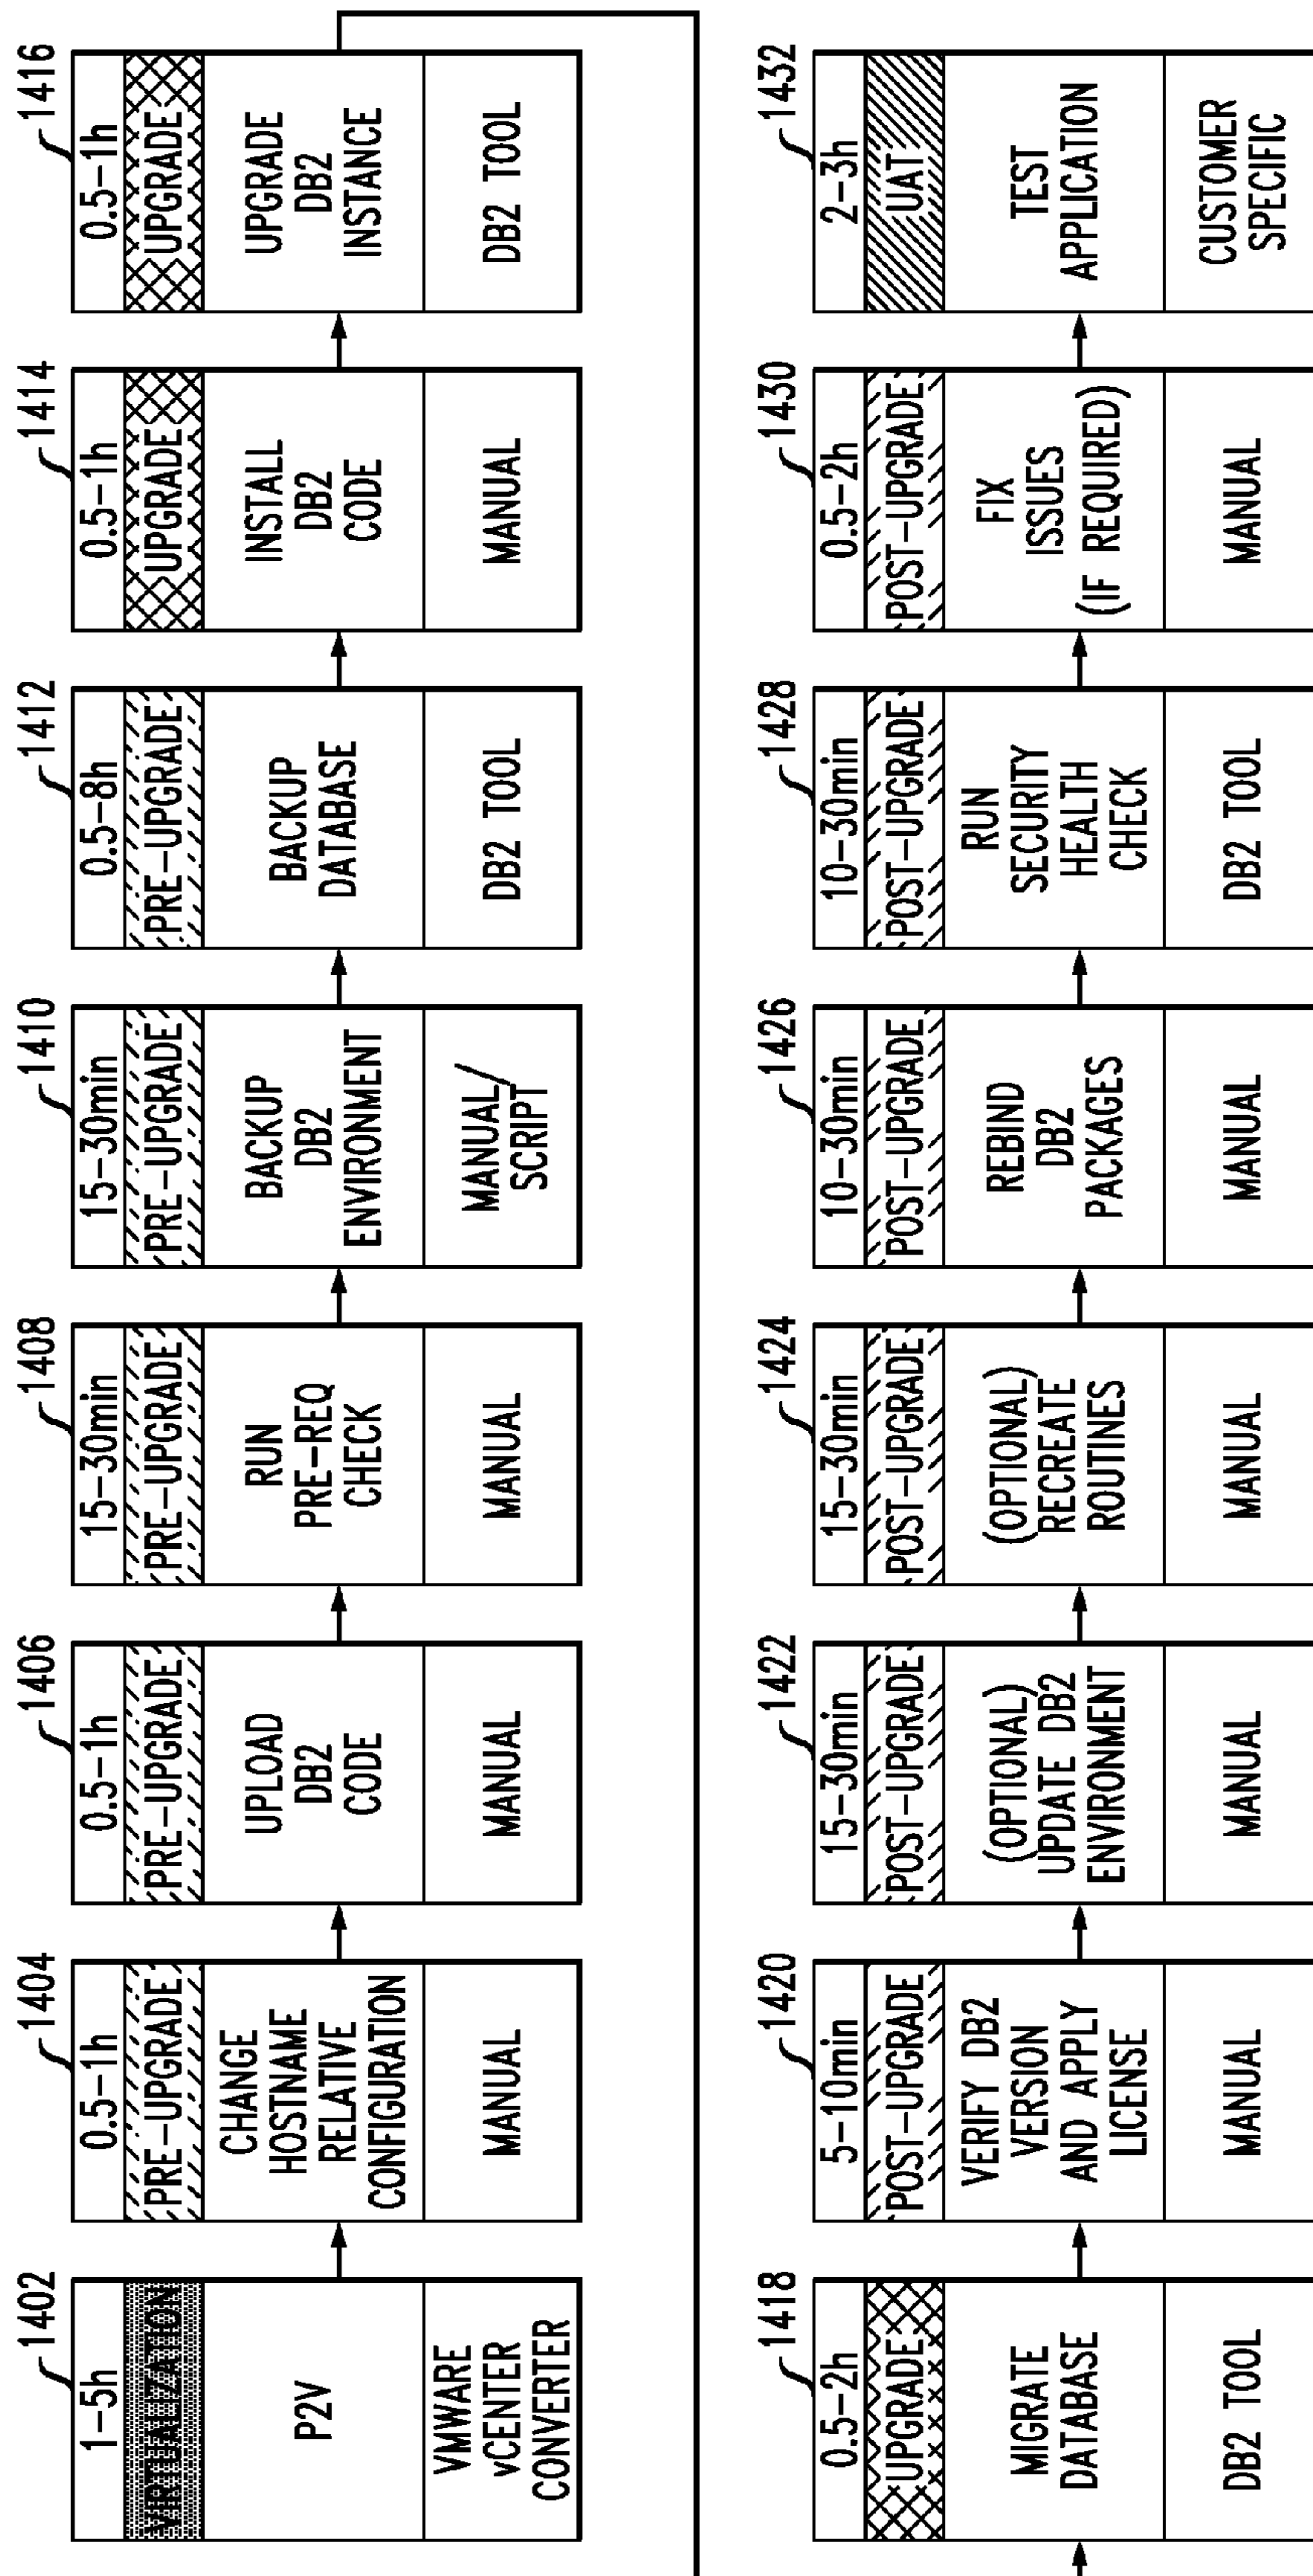 1402
1-5h
VIRTUALIZATION
P2V
VMWARE
vCENTER
CONVERTER
1404
0.5-1h
PRE-UPGRADE
CHANGE
HOSTNAME
RELATIVE
CONFIGURATION
MANUAL
1406
0.5-1h
PRE-UPGRADE
UPLOAD
DB2
CODE
MANUAL
1408
15-30min
PRE-UPGRADE
RUN
PRE-REQ
CHECK
MANUAL
1410
15-30min
PRE-UPGRADE
BACKUP
DB2
ENVIRONMENT
MANUAL/
SCRIPT
1412
0.5-8h
PRE-UPGRADE
BACKUP
DATABASE
DB2 TOOL
1414
0.5-1h
UPGRADE
INSTALL
DB2
CODE
MANUAL
1416
0.5-1h
UPGRADE
UPGRADE
DB2
INSTANCE
DB2 TOOL
1418
0.5-2h
UPGRADE
MIGRATE
DATABASE
DB2 TOOL
1420
5-10min
POST-UPGRADE
VERIFY DB2
VERSION
AND APPLY
LICENSE
MANUAL
1422
15-30min
POST-UPGRADE
(OPTIONAL)
UPDATE DB2
ENVIRONMENT
MANUAL
1424
15-30min
POST-UPGRADE
(OPTIONAL)
RECREATE
ROUTINES
MANUAL
1426
10-30min
POST-UPGRADE
REBIND
DB2
PACKAGES
MANUAL
1428
10-30min
POST-UPGRADE
RUN
SECURITY
HEALTH
CHECK
DB2 TOOL
1430
0.5-2h
POST-UPGRADE
FIX
ISSUES
(IF REQUIRED)
MANUAL
1432
2-3h
UAT
TEST
APPLICATION
CUSTOMER
SPECIFIC